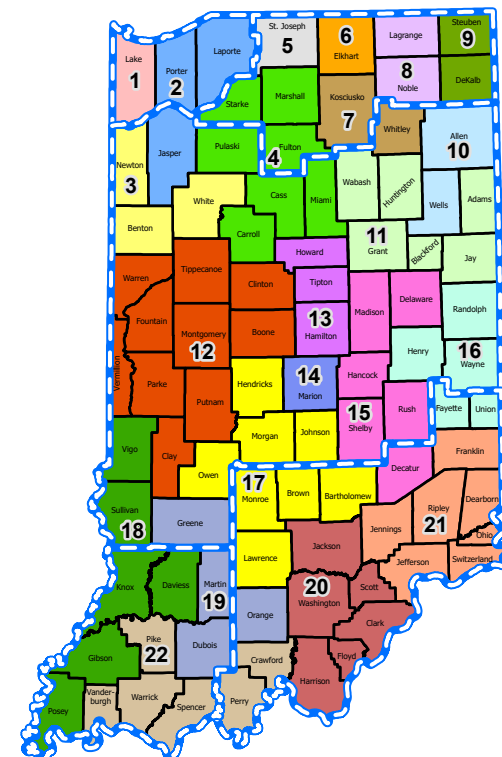 St. Joseph
5
6
Elkhart
Lagrange
Steuben
9
Lake
1
Porter
2
Laporte
8
Noble
DeKalb
Starke
Marshall
Kosciusko
7
Whitley
Allen
10
Newton
3
Jasper
Pulaski
4
Fulton
White
Cass
Miami
Wabash
Huntington
Wells
Adams
Benton
Carroll
11
Grant
Blackford
Jay
Howard
Warren
Tippecanoe
Clinton
Tipton
Madison
Delaware
Randolph
Fountain
Montgomery
12
Boone
13
Hamilton
Henry
16
Wayne
Vermillion
Parke
Putnam
Hendricks
14
Marion
Hancock
15
Shelby
Rush
Fayette
Union
Vigo
Clay
Owen
Morgan
Johnson
Franklin
Decatur
17
Monroe
Brown
Bartholomew
Sullivan
18
Greene
Jennings
Ripley
21
Dearborn
Ohio
Switzerland
Jefferson
Knox
Daviess
Martin
19
Lawrence
Jackson
20
Washington
Scott
Clark
Orange
Floyd
Harrison
Crawford
Perry
Gibson
Pike
22
Dubois
Posey
Vander-
burgh
Warrick
Spencer